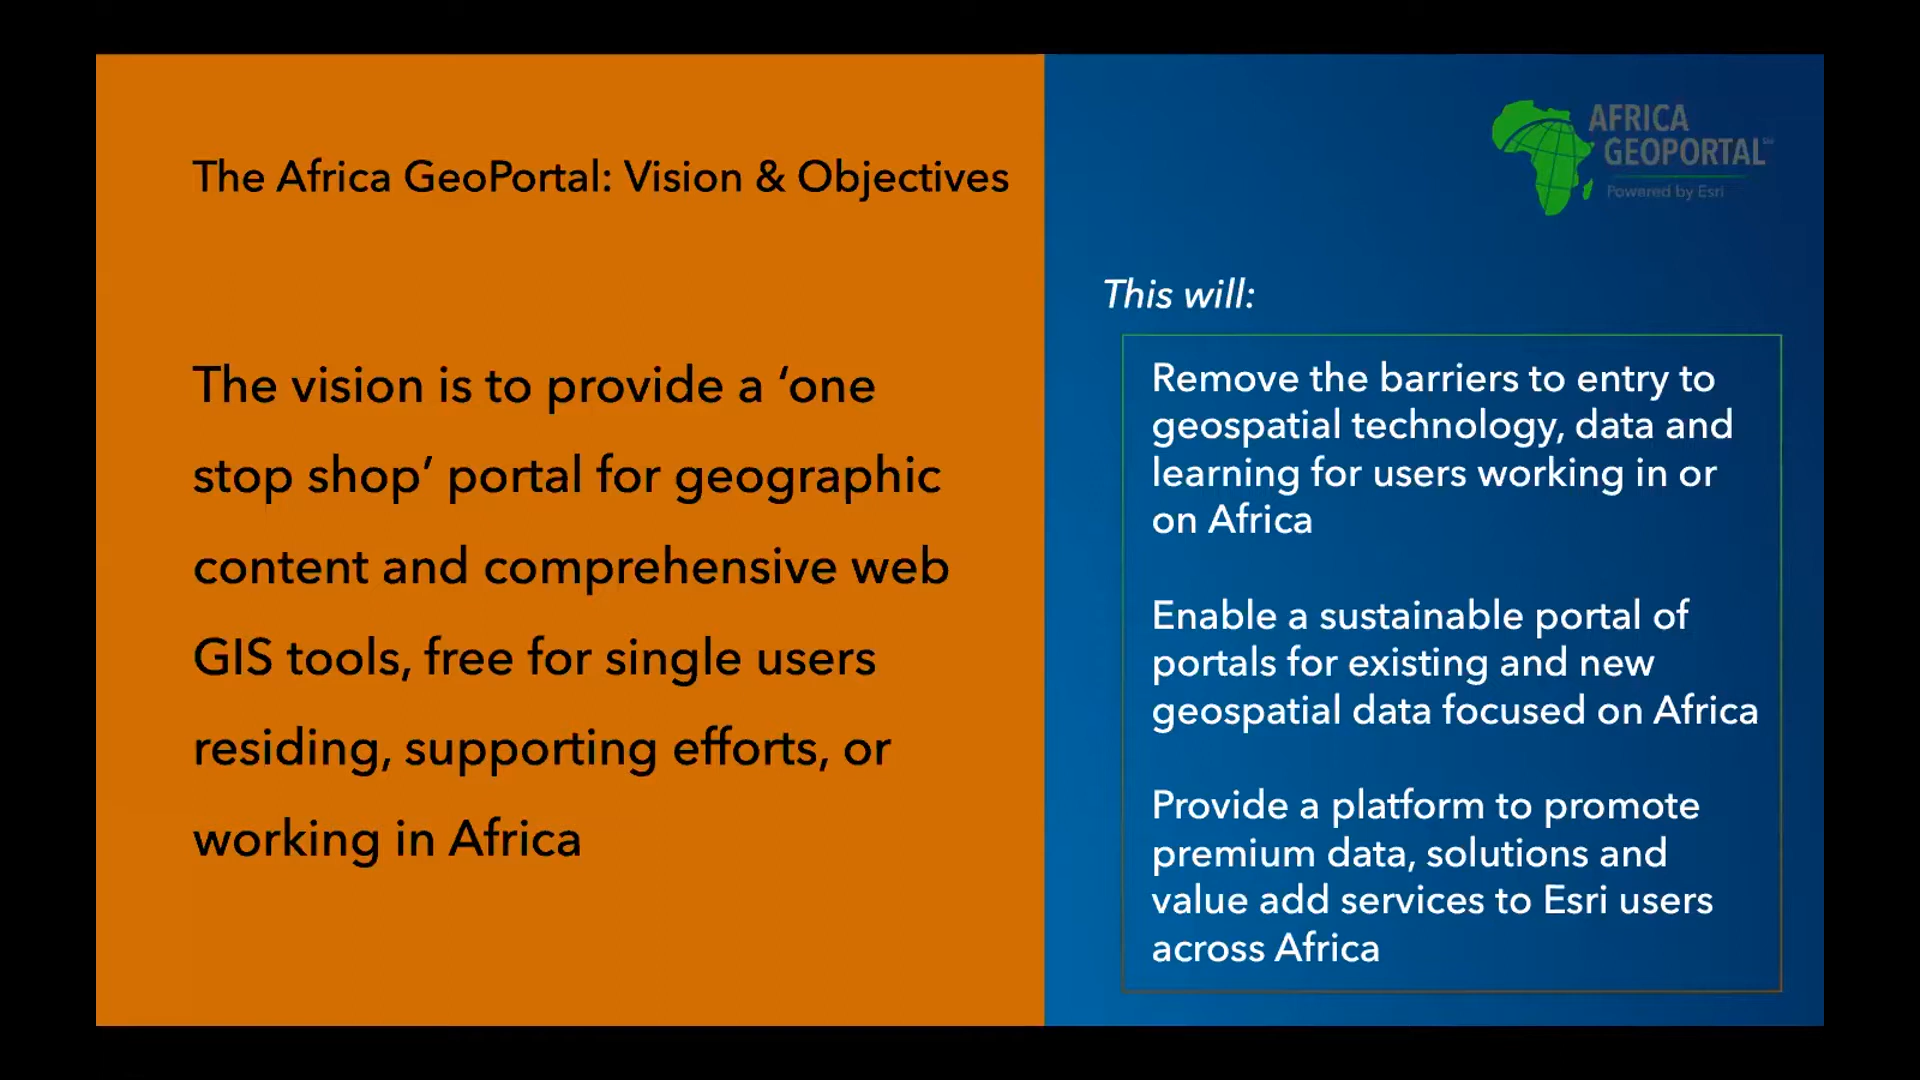 The Africa GeoPortal: Vision & Objectives
The vision is to provide a ‘one
stop shop’ portal for geographic
content and comprehensive web
GIS tools, free for single users
residing, supporting efforts, or
working in Africa
AFRICA
GEOPORTAL℠
Powered by Esri
This will:
Remove the barriers to entry to
geospatial technology, data and
learning for users working in or
on Africa
Enable a sustainable portal of
portals for existing and new
geospatial data focused on Africa
Provide a platform to promote
premium data, solutions and
value add services to Esri users
across Africa